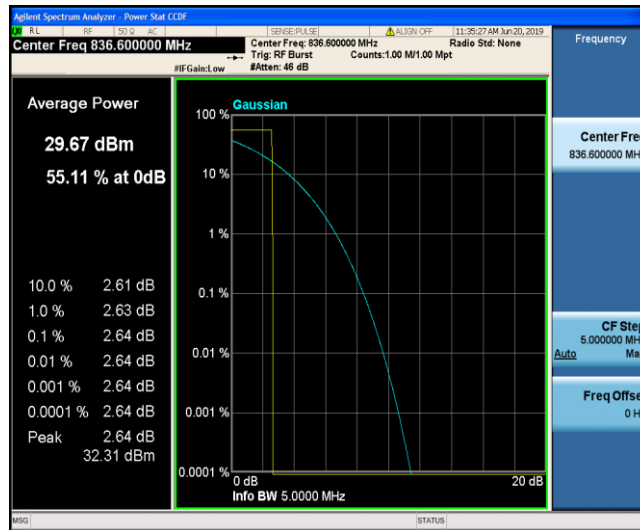 Agilent Spectrum Analyzer - Power Stat CCDF
RL RF 50 Ω AC SENSE:PULSE ALIGN OFF 11:35:27 AM Jun 20, 2019
Center Freq 836.600000 MHz
Center Freq: 836.600000 MHz Radio Std: None
Trig: RF Burst Counts:1.00 M/1.00 Mpt
#IFGain:Low #Atten: 46 dB
Frequency
Average Power
29.67 dBm
55.11 % at 0dB
10.0 % 2.61 dB
1.0 % 2.63 dB
0.1 % 2.64 dB
0.01 % 2.64 dB
0.001 % 2.64 dB
0.0001 % 2.64 dB
Peak 2.64 dB
32.31 dBm
Gaussian
100 %
10 %
1 %
0.1 %
0.01 %
0.001 %
0.0001 %
0 dB 20 dB
Info BW 5.0000 MHz
Center Fre
836.600000 MH
CF Step
5.000000 MH
Auto Ma
Freq Offse
0 H
MSG STATUS